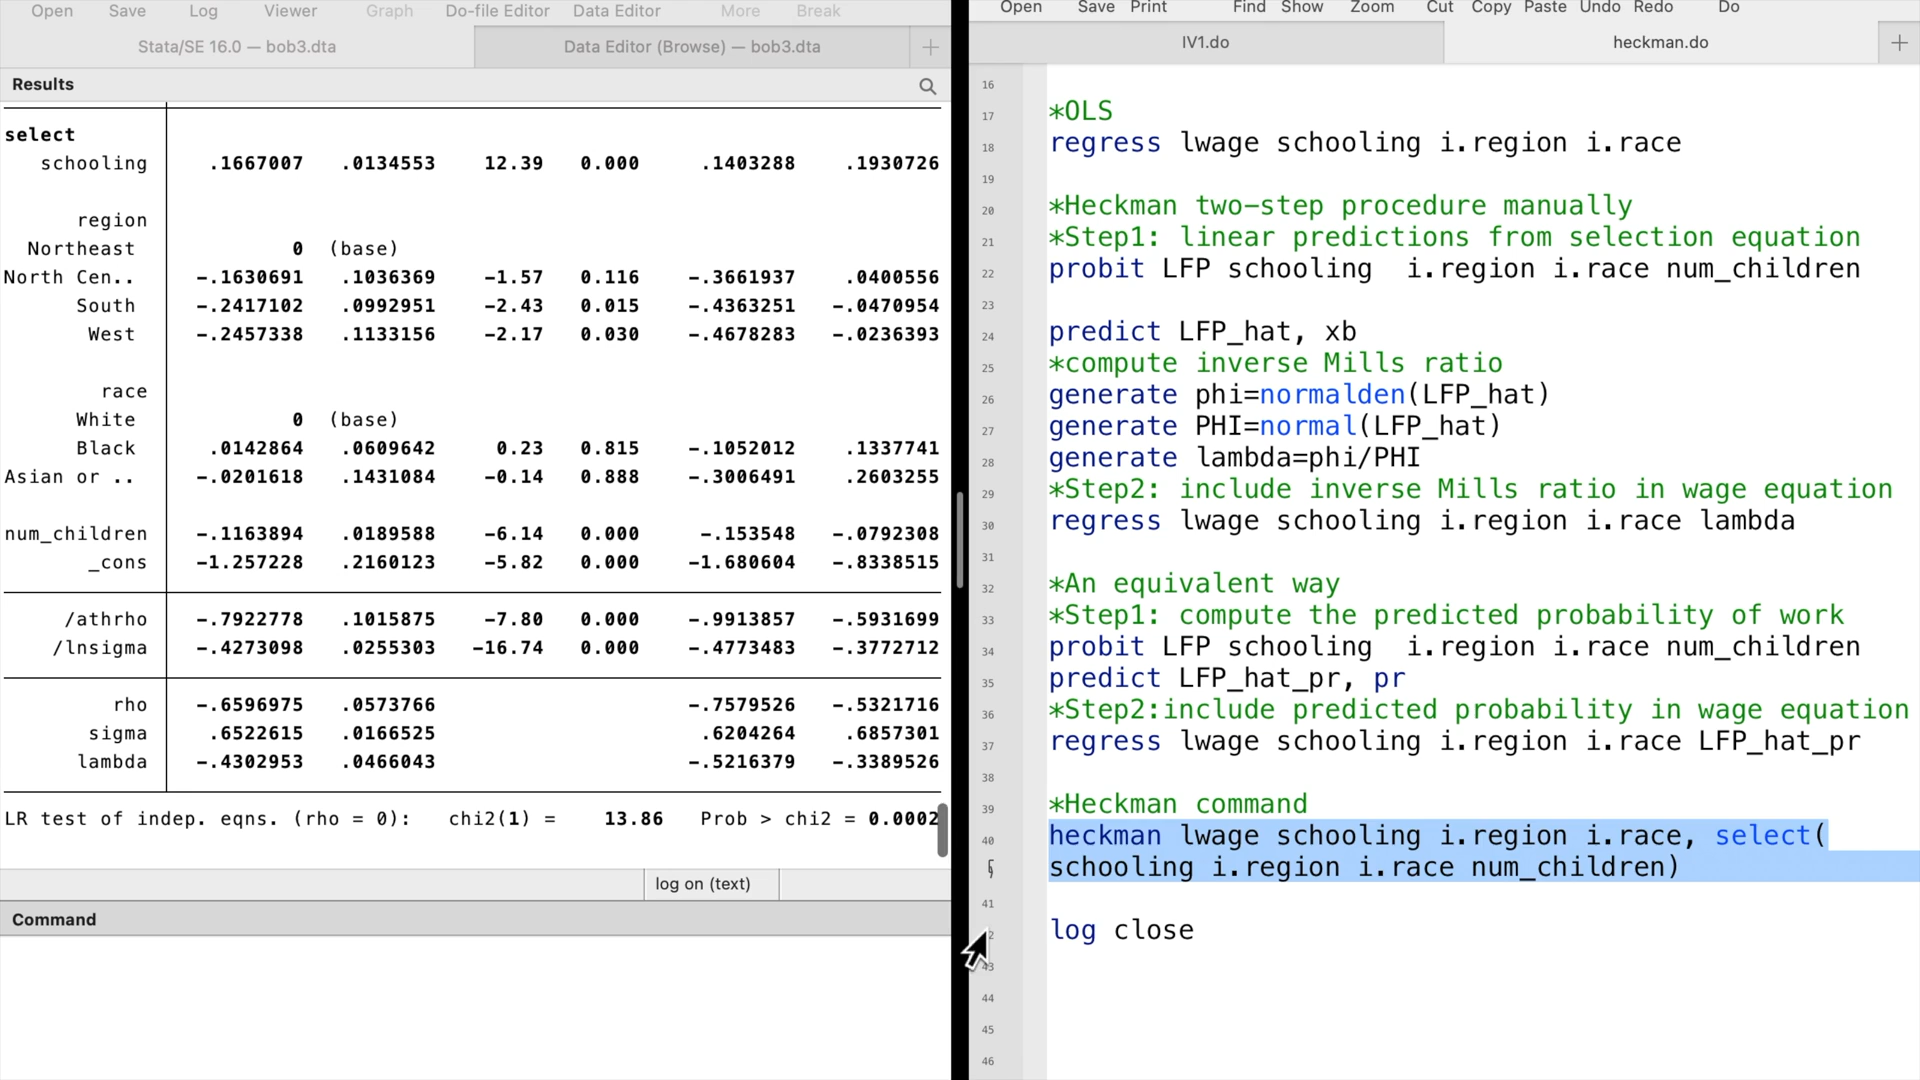 Open Save Log Viewer Graph Do-file Editor Data Editor More Break
Stata/SE 16.0 — bob3.dta Data Editor (Browse) — bob3.dta +
Results
select
schooling .1667007 .0134553 12.39 0.000 .1403288 .1930726
region
Northeast 0 (base)
North Cen.. -.1630691 .1036369 -1.57 0.116 -.3661937 .0400556
South -.2417102 .0992951 -2.43 0.015 -.4363251 -.0470954
West -.2457338 .1133156 -2.17 0.030 -.4678283 -.0236393
race
White 0 (base)
Black .0142864 .0609642 0.23 0.815 -.1052012 .1337741
Asian or .. -.0201618 .1431084 -0.14 0.888 -.3006491 .2603255
num_children -.1163894 .0189588 -6.14 0.000 -.153548 -.0792308
_cons -1.257228 .2160123 -5.82 0.000 -1.680604 -.8338515
/athrho -.7922778 .1015875 -7.80 0.000 -.9913857 -.5931699
/lnsigma -.4273098 .0255303 -16.74 0.000 -.4773483 -.3772712
rho -.6596975 .0573766 -.7579526 -.5321716
sigma .6522615 .0166525 .6204264 .6857301
lambda -.4302953 .0466043 -.5216379 -.3389526
LR test of indep. eqns. (rho = 0): chi2(1) = 13.86 Prob > chi2 = 0.0002
log on (text)
Command
Open Save Print Find Show Zoom Cut Copy Paste Undo Redo Do
IV1.do heckman.do +
16
17 *OLS
18 regress lwage schooling i.region i.race
19
20 *Heckman two-step procedure manually
21 *Step1: linear predictions from selection equation
22 probit LFP schooling i.region i.race num_children
23
24 predict LFP_hat, xb
25 *compute inverse Mills ratio
26 generate phi=normalden(LFP_hat)
27 generate PHI=normal(LFP_hat)
28 generate lambda=phi/PHI
29 *Step2: include inverse Mills ratio in wage equation
30 regress lwage schooling i.region i.race lambda
31
32 *An equivalent way
33 *Step1: compute the predicted probability of work
34 probit LFP schooling i.region i.race num_children
35 predict LFP_hat_pr, pr
36 *Step2:include predicted probability in wage equation
37 regress lwage schooling i.region i.race LFP_hat_pr
38
39 *Heckman command
40 heckman lwage schooling i.region i.race, select(
schooling i.region i.race num_children)
41
log close
43
44
45
46